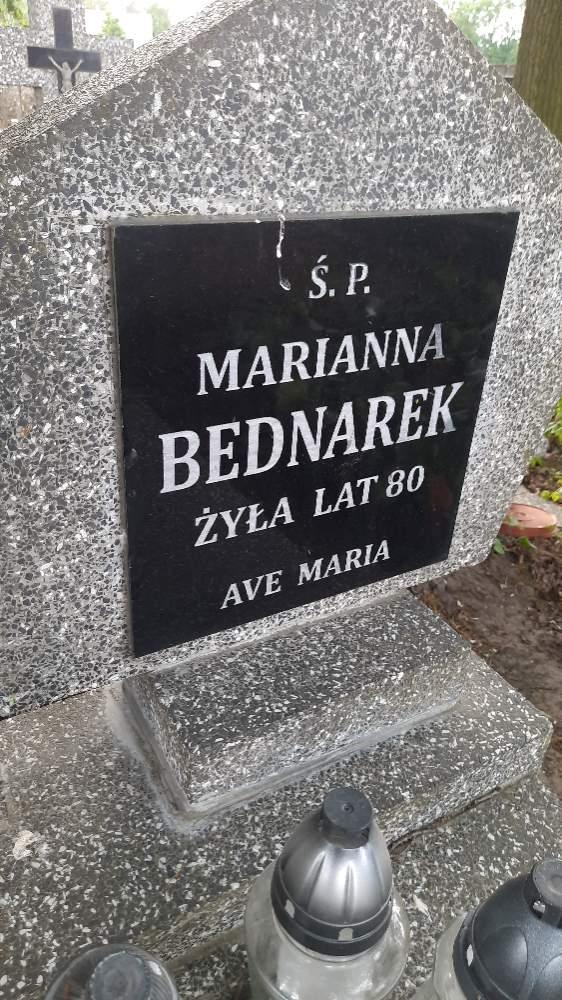 Ś. P.
MARIANNA
BEDNAREK
ŻYŁA LAT 80
AVE MARIA